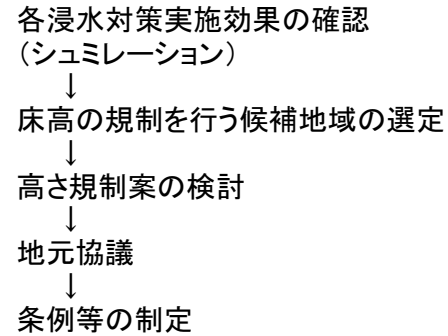 各浸水対策実施効果の確認
（シュミレーション）
↓
床高の規制を行う候補地域の選定
↓
高さ規制案の検討
↓
地元協議
↓
条例等の制定